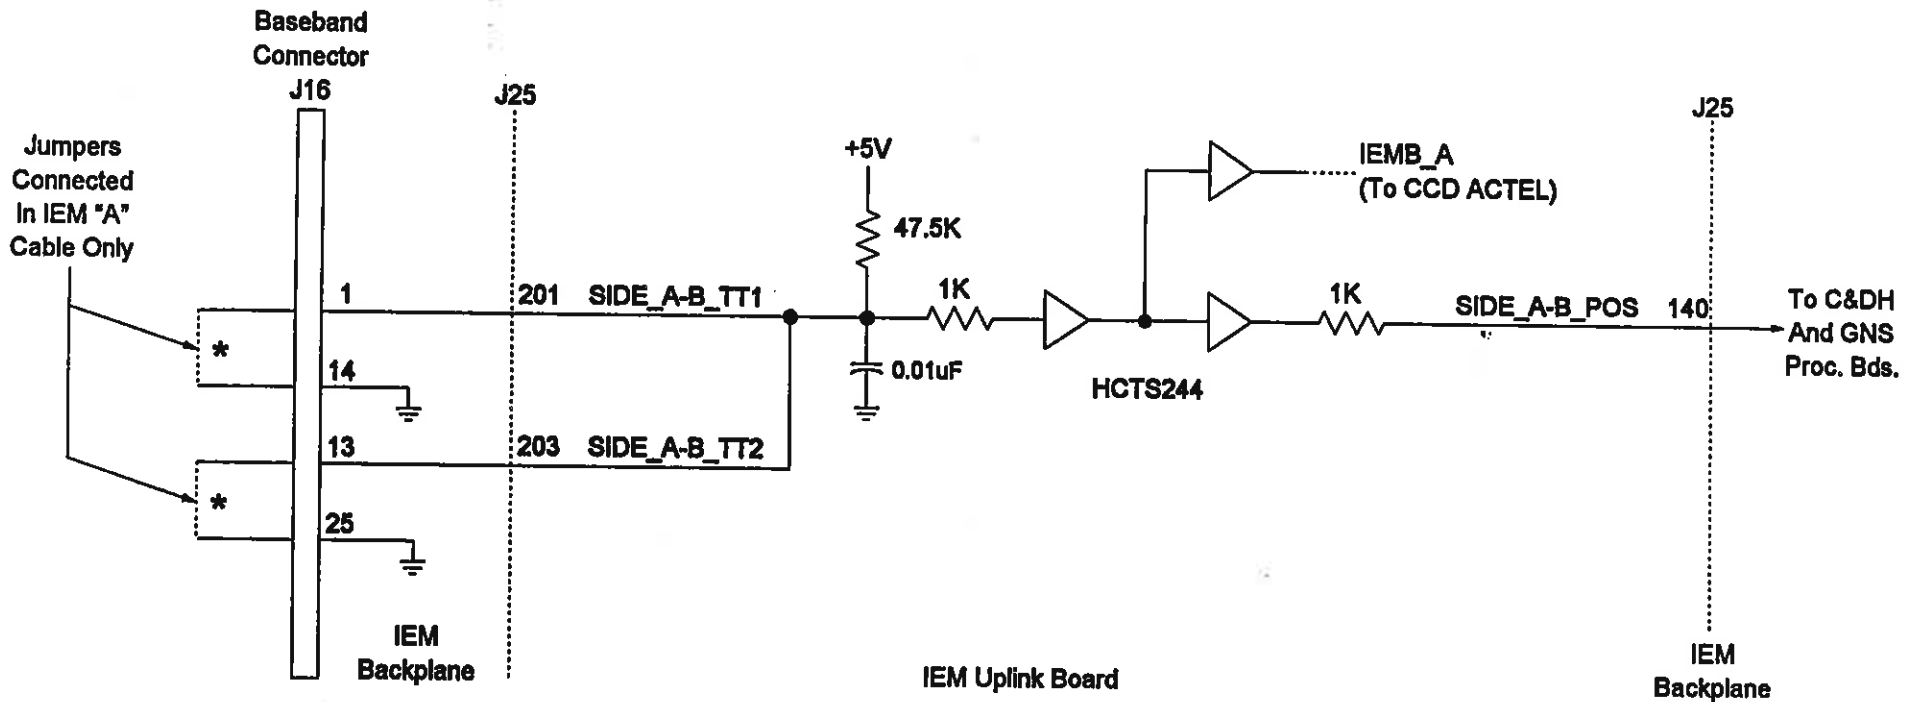 Baseband
Connector
J16
J25
J25
Jumpers
Connected
In IEM "A"
Cable Only
+5V
47.5K
IEMB_A
(To CCD ACTEL)
*
1
201 SIDE_A-B_TT1
1K
1K
SIDE_A-B_POS 140
To C&DH
And GNS
Proc. Bds.
14
0.01uF
HCTS244
*
13
203 SIDE_A-B_TT2
25
IEM
Backplane
IEM Uplink Board
IEM
Backplane